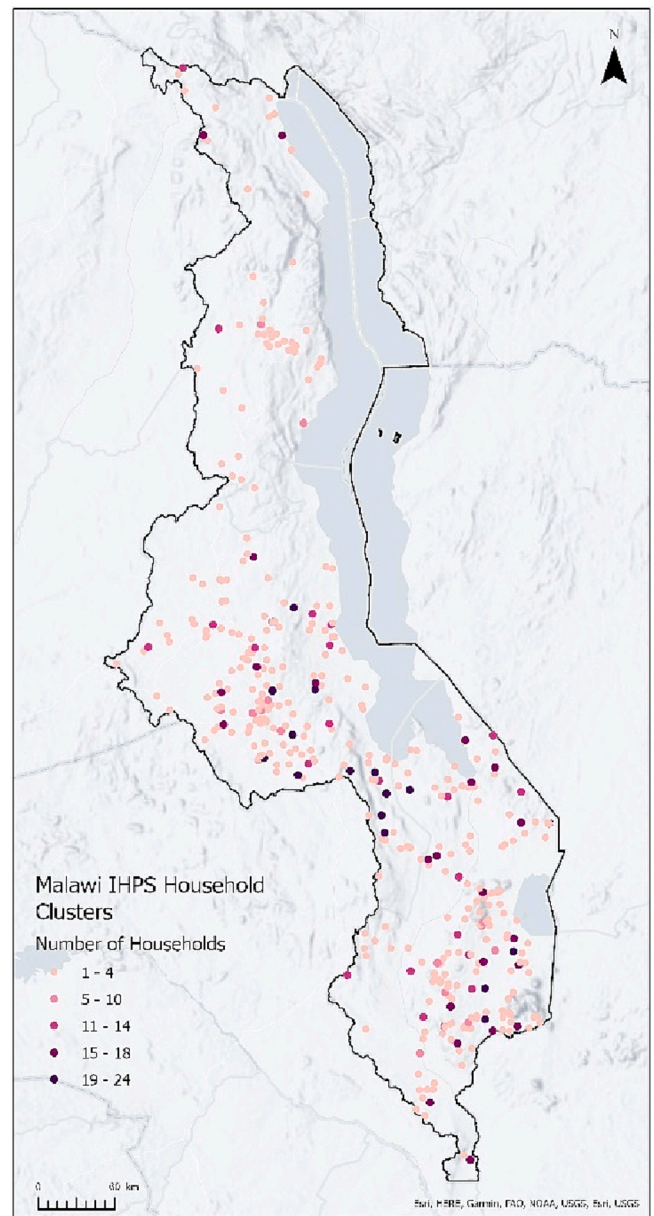 N
Malawi IHPS Household
Clusters
Number of Households
1 - 4
5 - 10
11 - 14
15 - 18
19 - 24
0 60 km
Esri, HERE, Garmin, FAO, NOAA, USGS, Esri, USGS